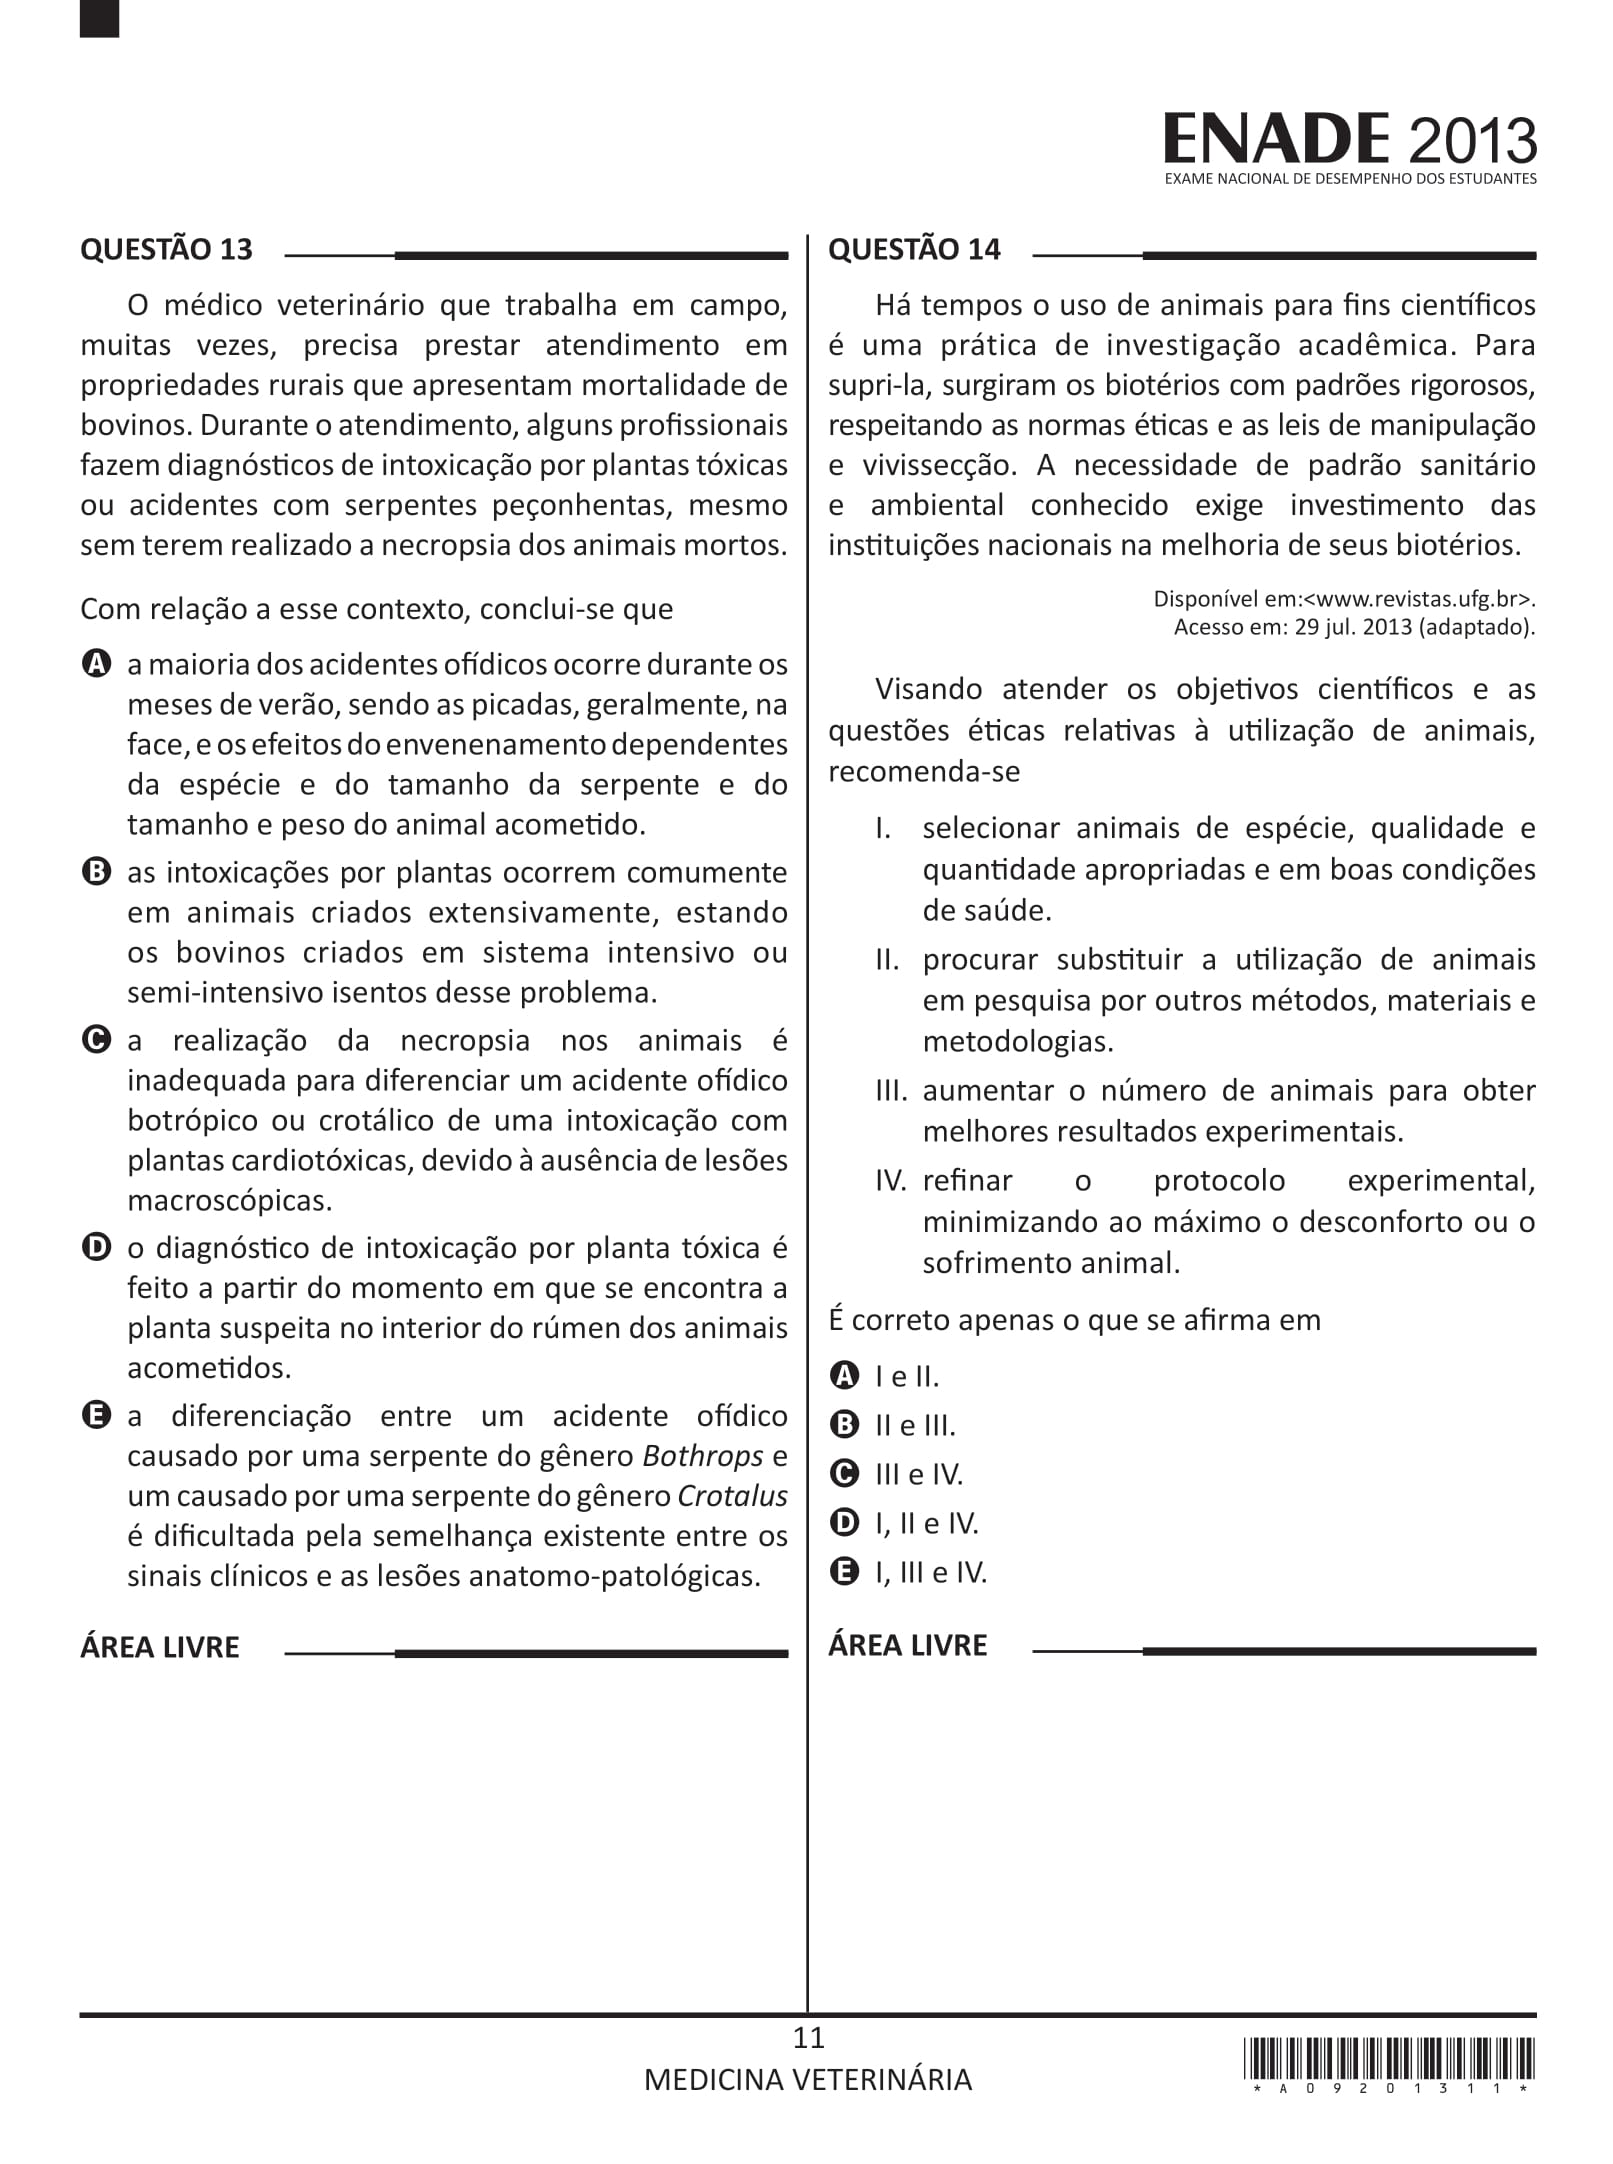 ENADE 2013
EXAME NACIONAL DE DESEMPENHO DOS ESTUDANTES
QUESTÃO 13
O médico veterinário que trabalha em campo,
muitas vezes, precisa prestar atendimento em
propriedades rurais que apresentam mortalidade de
bovinos. Durante o atendimento, alguns profissionais
fazem diagnósticos de intoxicação por plantas tóxicas
ou acidentes com serpentes peçonhentas, mesmo
sem terem realizado a necropsia dos animais mortos.
Com relação a esse contexto, conclui-se que
A a maioria dos acidentes ofídicos ocorre durante os
meses de verão, sendo as picadas, geralmente, na
face, e os efeitos do envenenamento dependentes
da espécie e do tamanho da serpente e do
tamanho e peso do animal acometido.
B as intoxicações por plantas ocorrem comumente
em animais criados extensivamente, estando
os bovinos criados em sistema intensivo ou
semi-intensivo isentos desse problema.
C a realização da necropsia nos animais é
inadequada para diferenciar um acidente ofídico
botrópico ou crotálico de uma intoxicação com
plantas cardiotóxicas, devido à ausência de lesões
macroscópicas.
D o diagnóstico de intoxicação por planta tóxica é
feito a partir do momento em que se encontra a
planta suspeita no interior do rúmen dos animais
acometidos.
E a diferenciação entre um acidente ofídico
causado por uma serpente do gênero Bothrops e
um causado por uma serpente do gênero Crotalus
é dificultada pela semelhança existente entre os
sinais clínicos e as lesões anatomo-patológicas.
ÁREA LIVRE
QUESTÃO 14
Há tempos o uso de animais para fins científicos
é uma prática de investigação acadêmica. Para
supri-la, surgiram os biotérios com padrões rigorosos,
respeitando as normas éticas e as leis de manipulação
e vivissecção. A necessidade de padrão sanitário
e ambiental conhecido exige investimento das
instituições nacionais na melhoria de seus biotérios.
Disponível em:<www.revistas.ufg.br>.
Acesso em: 29 jul. 2013 (adaptado).
Visando atender os objetivos científicos e as
questões éticas relativas à utilização de animais,
recomenda-se
I. selecionar animais de espécie, qualidade e
quantidade apropriadas e em boas condições
de saúde.
II. procurar substituir a utilização de animais
em pesquisa por outros métodos, materiais e
metodologias.
III. aumentar o número de animais para obter
melhores resultados experimentais.
IV. refinar o protocolo experimental,
minimizando ao máximo o desconforto ou o
sofrimento animal.
É correto apenas o que se afirma em
A I e II.
B II e III.
C III e IV.
D I, II e IV.
E I, III e IV.
ÁREA LIVRE
11
MEDICINA VETERINÁRIA
* A 0 9 2 0 1 3 1 1 *